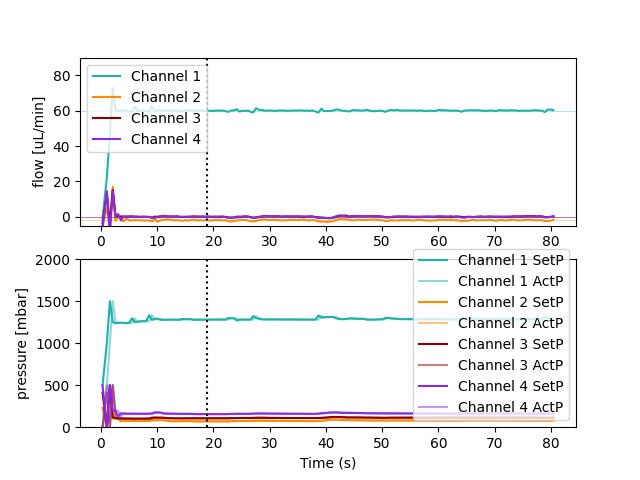 flow [uL/min]
80
60
40
20
0
Channel 1
Channel 2
Channel 3
Channel 4
0 10 20 30 40 50 60 70 80
pressure [mbar]
2000
1500
1000
500
0
Channel 1 SetP
Channel 1 ActP
Channel 2 SetP
Channel 2 ActP
Channel 3 SetP
Channel 3 ActP
Channel 4 SetP
Channel 4 ActP
0 10 20 30 40 50 60 70 80
Time (s)